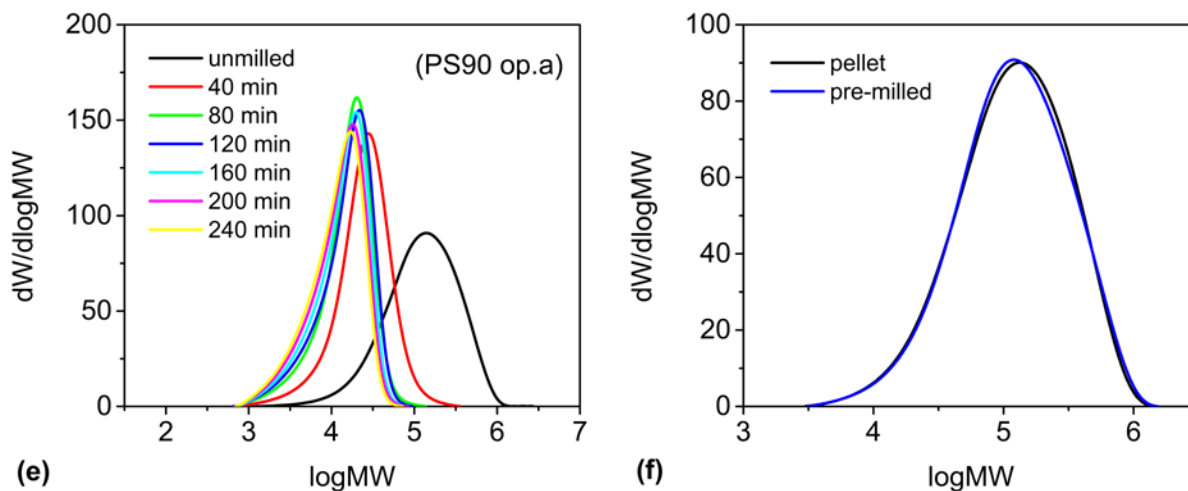 200
150
100
50
0
dW/dlogMW
unmilled
40 min
80 min
120 min
160 min
200 min
240 min
(PS90 op.a)
2 3 4 5 6 7
logMW
(e)
100
80
60
40
20
0
dW/dlogMW
pellet
pre-milled
3 4 5 6
logMW
(f)